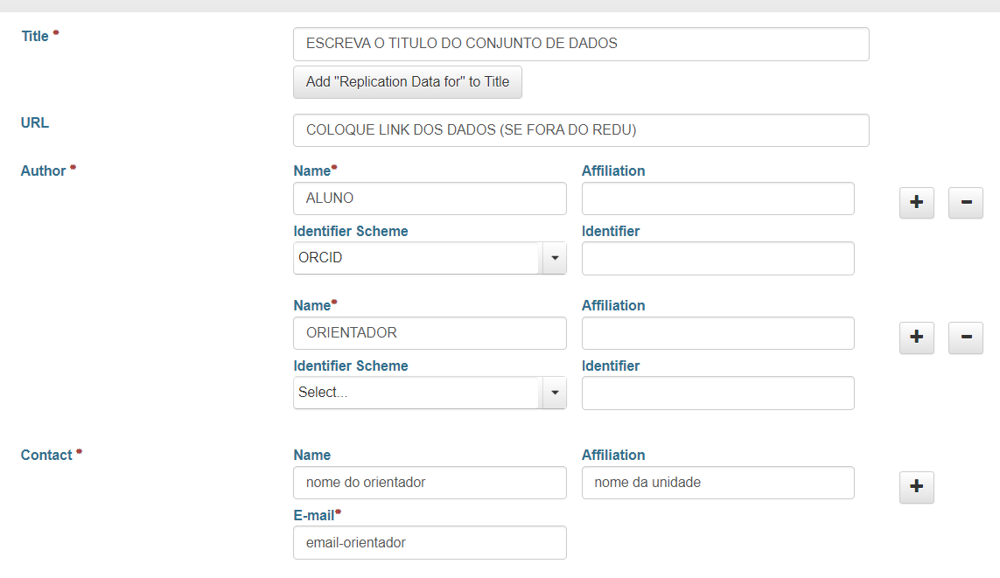 Title *
ESCREVA O TITULO DO CONJUNTO DE DADOS
Add "Replication Data for" to Title
URL
COLOQUE LINK DOS DADOS (SE FORA DO REDU)
Author *
Name* Affiliation
ALUNO
+ -
Identifier Scheme Identifier
ORCID
Name* Affiliation
ORIENTADOR
+ -
Identifier Scheme Identifier
Select...
Contact *
Name Affiliation
nome do orientador nome da unidade
+
E-mail*
email-orientador